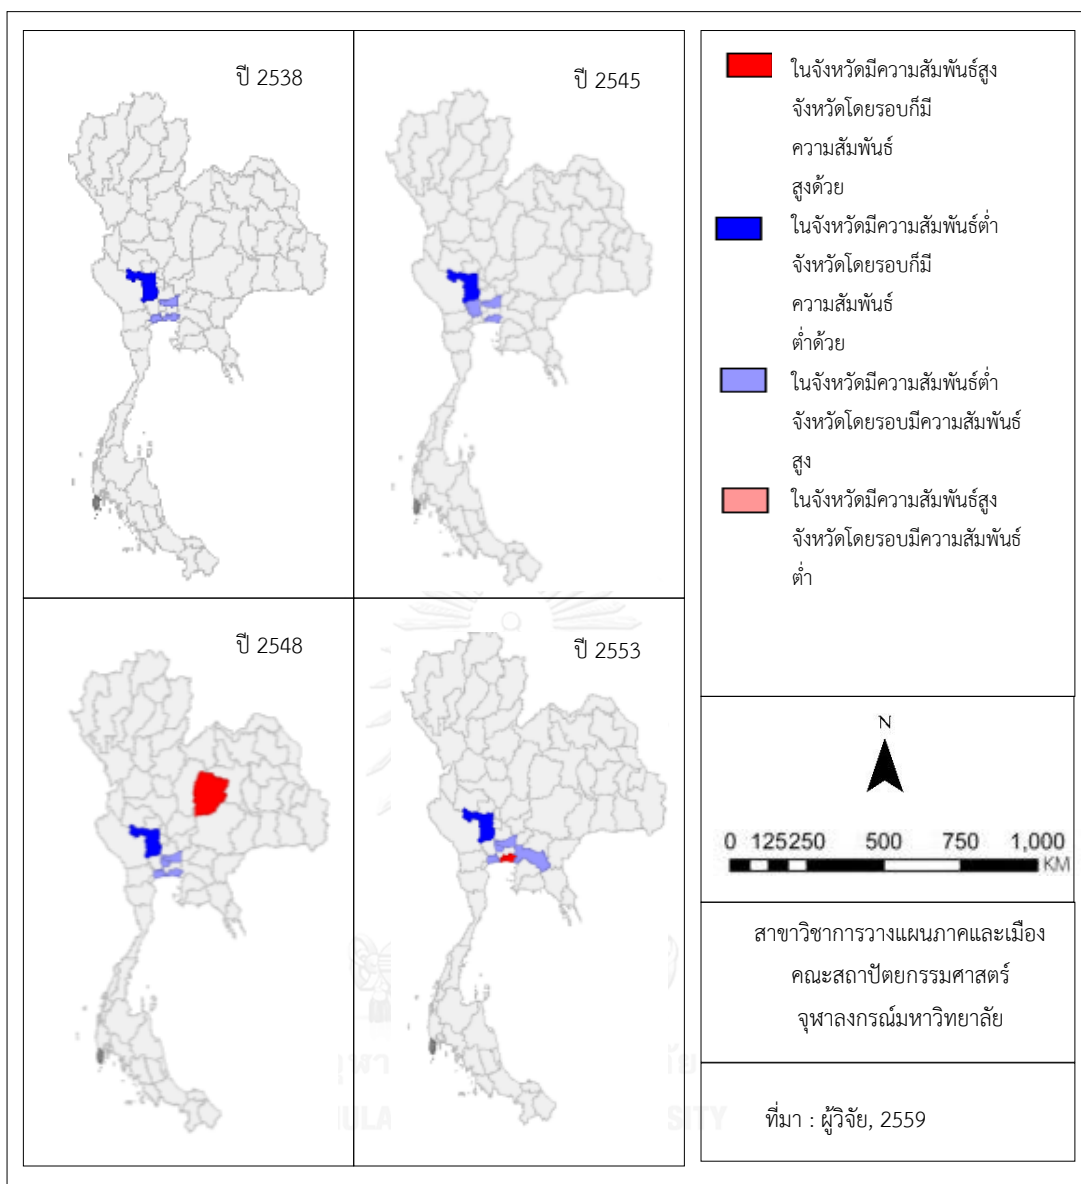 ปี 2538
ปี 2545
ในจังหวัดมีความสัมพันธ์สูง
จังหวัดโดยรอบก็มี
ความสัมพันธ์
สูงด้วย
ในจังหวัดมีความสัมพันธ์ต่ำ
จังหวัดโดยรอบก็มี
ความสัมพันธ์
ต่ำด้วย
ในจังหวัดมีความสัมพันธ์ต่ำ
จังหวัดโดยรอบมีความสัมพันธ์
สูง
ในจังหวัดมีความสัมพันธ์สูง
จังหวัดโดยรอบมีความสัมพันธ์
ต่ำ
ปี 2548
ปี 2553
N
0 125 250 500 750 1,000
KM
สาขาวิชาการวางแผนภาคและเมือง
คณะสถาปัตยกรรมศาสตร์
จุฬาลงกรณ์มหาวิทยาลัย
ที่มา : ผู้วิจัย, 2559